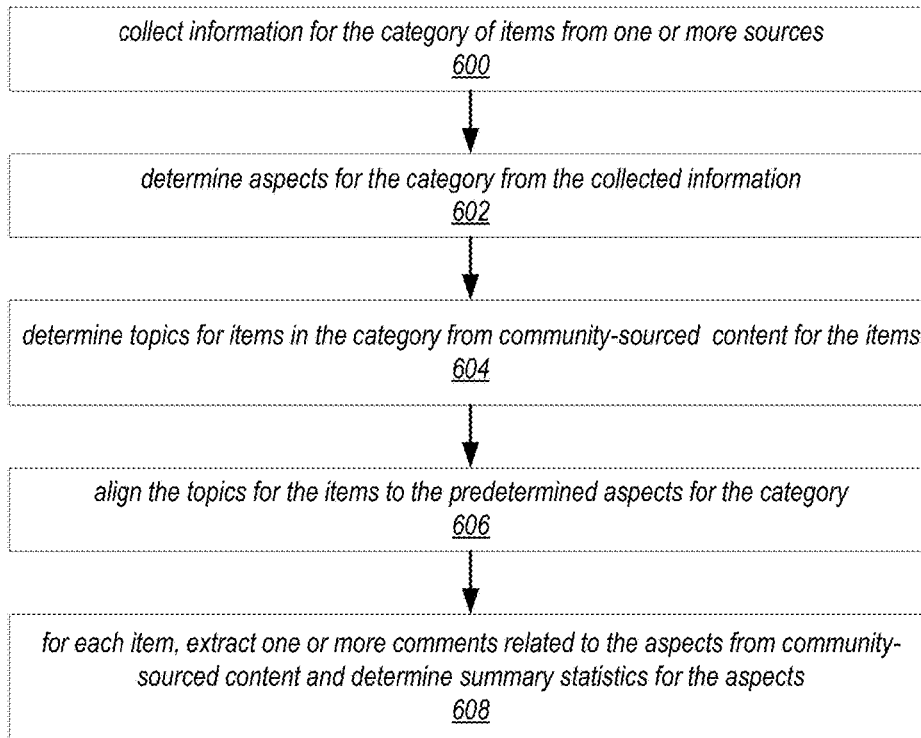 collect information for the category of items from one or more sources
600
determine aspects for the category from the collected information
602
determine topics for items in the category from community-sourced content for the items
604
align the topics for the items to the predetermined aspects for the category
606
for each item, extract one or more comments related to the aspects from community-
sourced content and determine summary statistics for the aspects
608